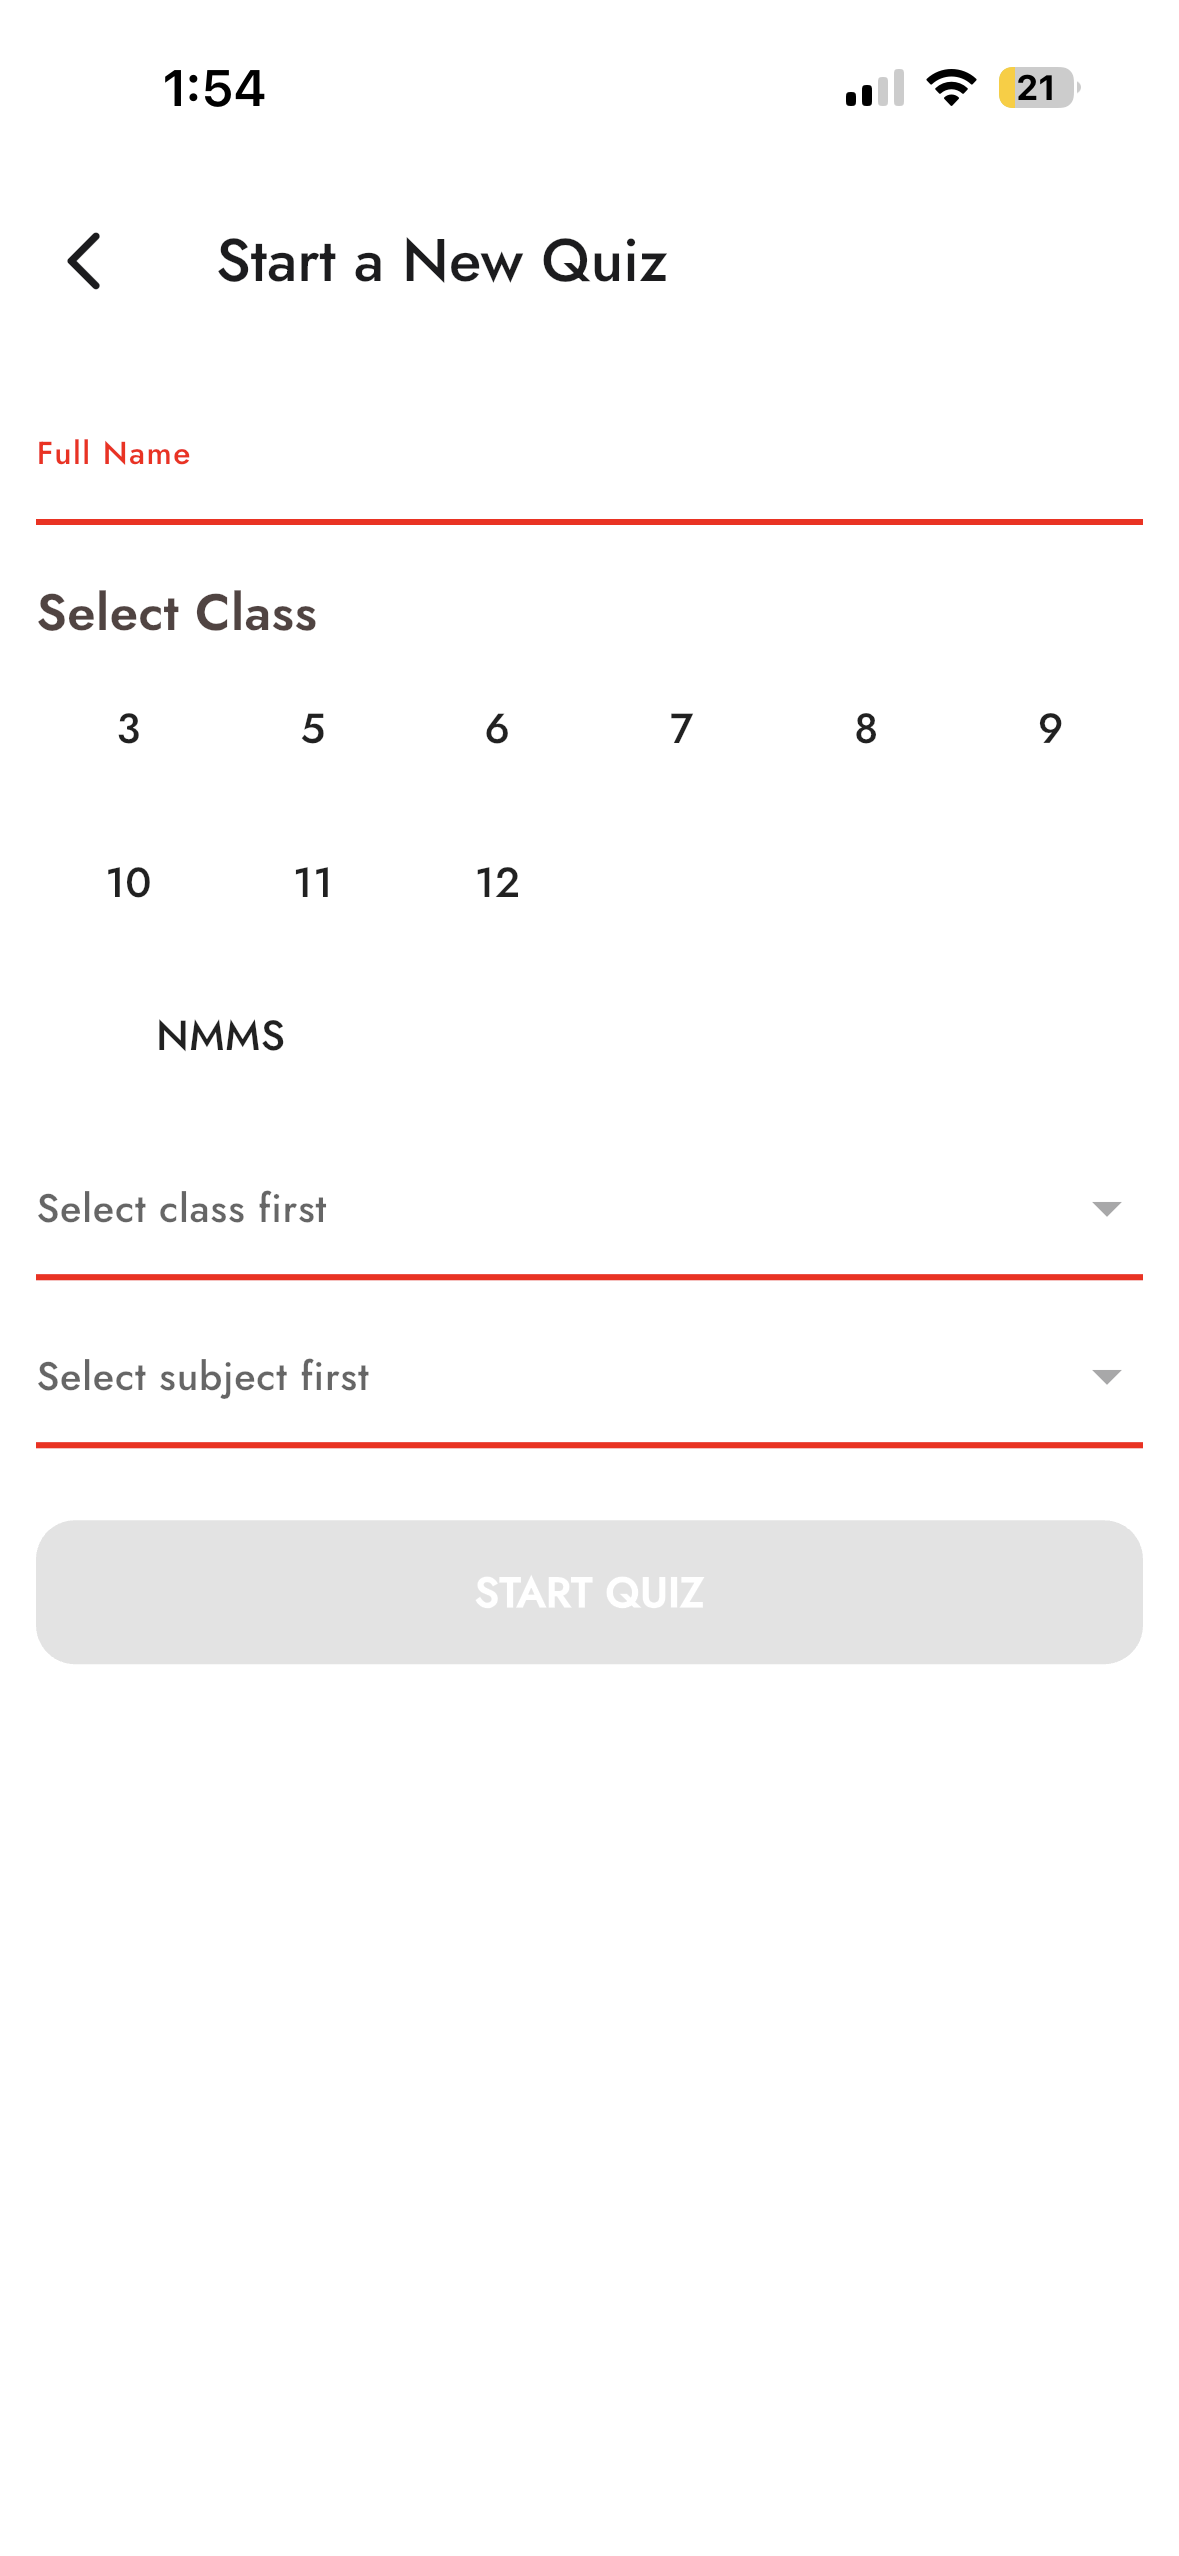 1:54 21
Start a New Quiz
Full Name
Select Class
3 5 6 7 8 9
10 11 12
NMMS
Select class first
Select subject first
START QUIZ